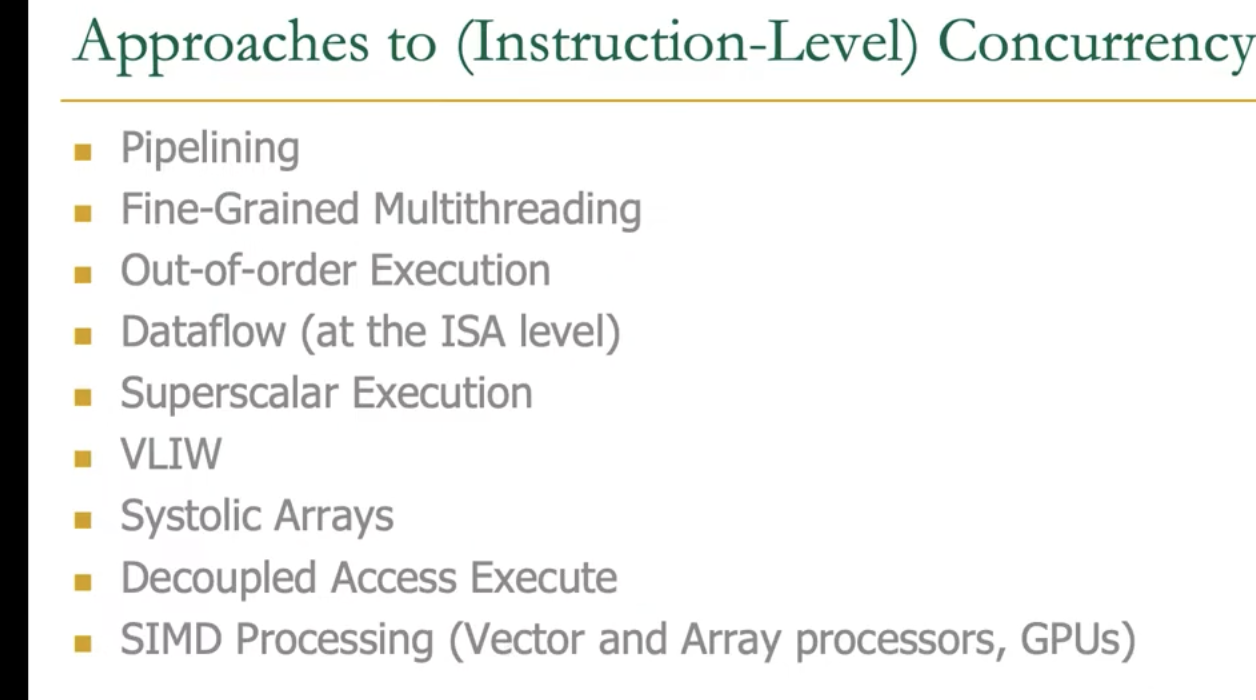 Approaches to (Instruction-Level) Concurrency
Pipelining
Fine-Grained Multithreading
Out-of-order Execution
Dataflow (at the ISA level)
Superscalar Execution
VLIW
Systolic Arrays
Decoupled Access Execute
SIMD Processing (Vector and Array processors, GPUs)